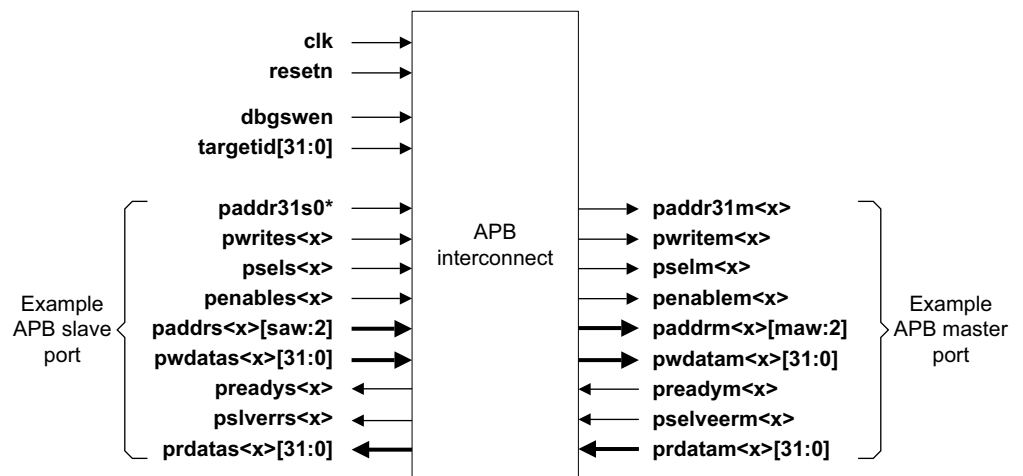 clk
resetn
dbgswen
targetid[31:0]
paddr31s0*
pwrites<x>
psels<x>
penables<x>
paddrs<x>[saw:2]
pwdatas<x>[31:0]
preadys<x>
pslverrs<x>
prdatas<x>[31:0]
Example
APB slave
port
APB
interconnect
paddr31m<x>
pwritem<x>
pselm<x>
penablem<x>
paddrm<x>[maw:2]
pwdatam<x>[31:0]
preadym<x>
pselveerm<x>
prdatam<x>[31:0]
Example
APB master
port